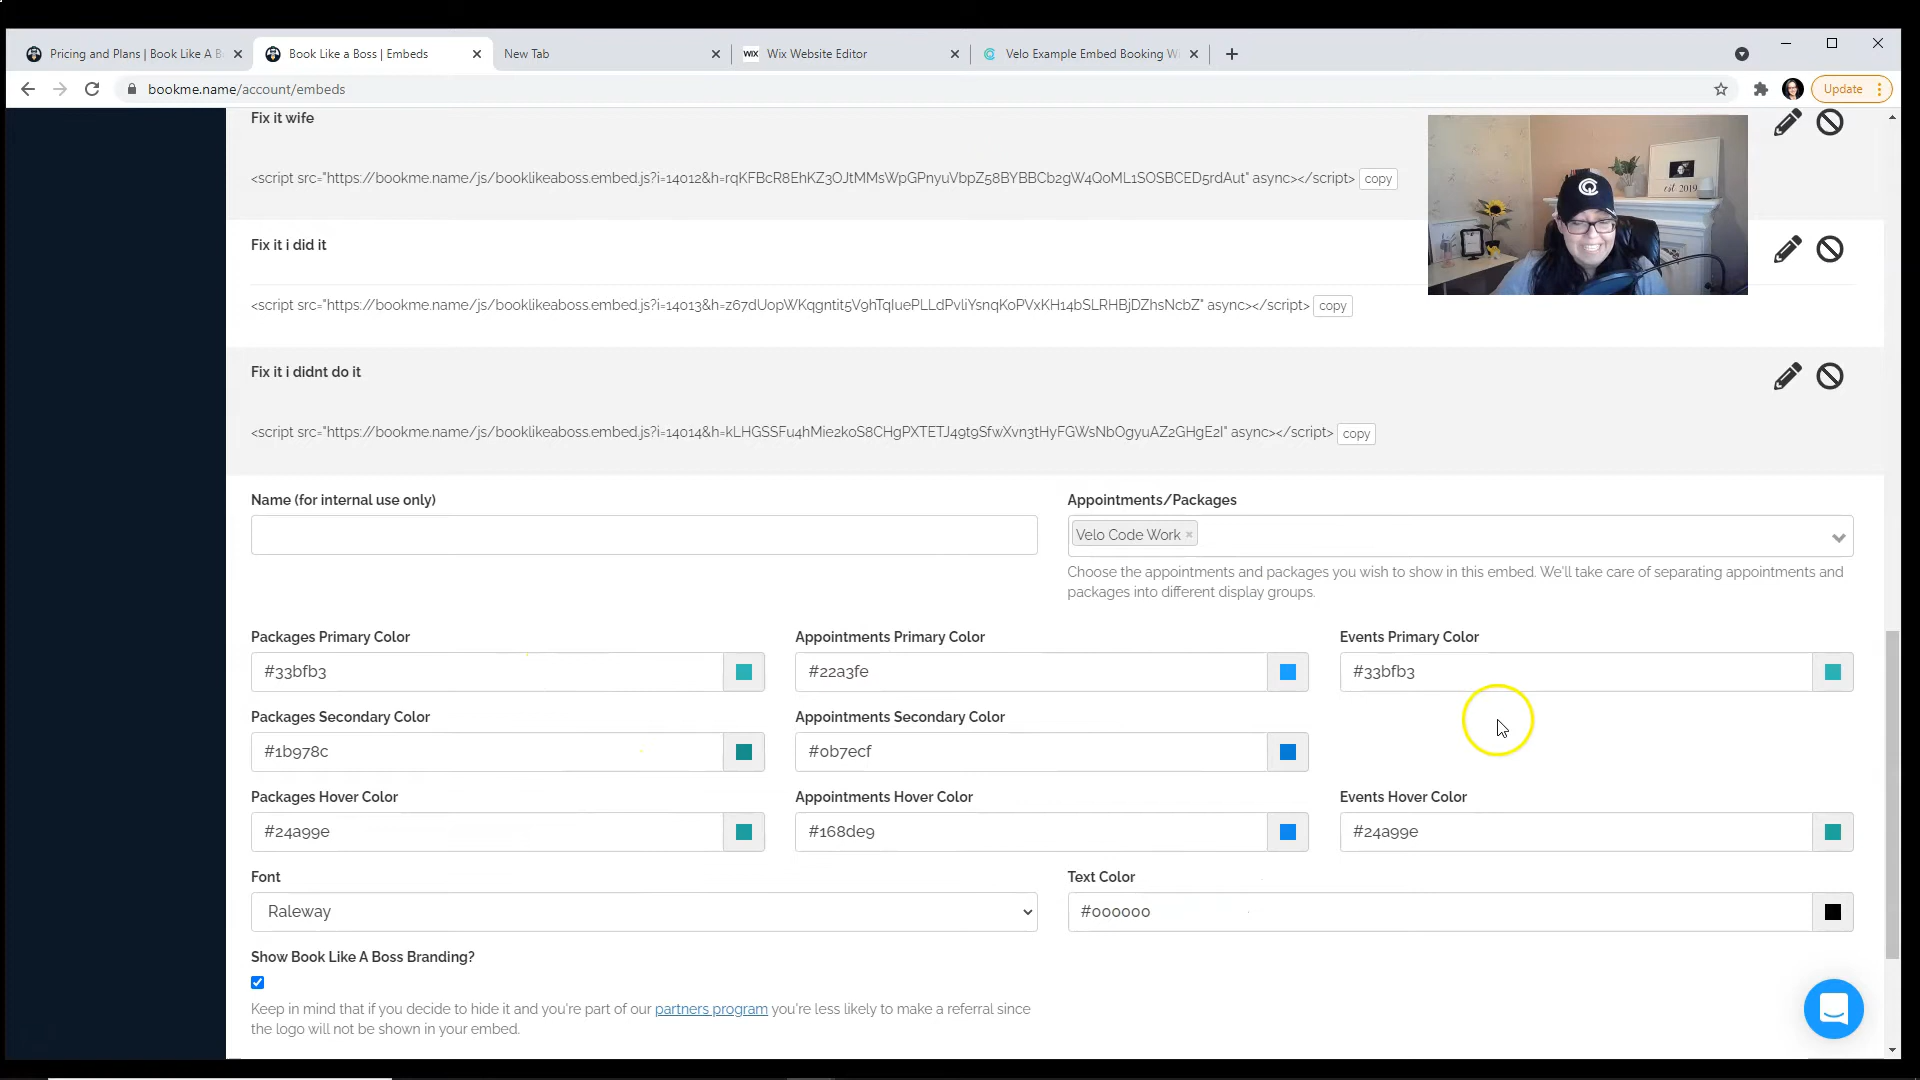 Pricing and Plans | Book Like A B
Book Like a Boss | Embeds
New Tab
WIX Wix Website Editor
Velo Example Embed Booking W
bookme.name/account/embeds
Update
Fix it wife
<script src="https://bookme.name/js/booklikeaboss.embed.js?i=14012&h=rqKFBcR8EhKZ3OJtMMsWpGPnyuVbpZ58BYBBCb2gW4QoML1SOSBCED5rdAut" async></script> copy
est. 2019
Fix it i did it
<script src="https://bookme.name/js/booklikeaboss.embed.js?i=14013&h=z67dUopWKqgntit5V9hTqIuePLLdPvliYsnqKoPVxKH14bSLRHBjDZhsNcbZ" async></script> copy
Fix it i didnt do it
<script src="https://bookme.name/js/booklikeaboss.embed.js?i=14014&h=kLHGSSFu4hMie2koS8CHgPXTETJ49t9SfwXvn3tHyFGWsNbOgyuAZ2GHgE2I" async></script> copy
Name (for internal use only)
Appointments/Packages
Velo Code Work ×
Choose the appointments and packages you wish to show in this embed. We'll take care of separating appointments and
packages into different display groups.
Packages Primary Color
Appointments Primary Color
Events Primary Color
#33bfb3
#22a3fe
#33bfb3
Packages Secondary Color
Appointments Secondary Color
#1b978c
#0b7ecf
Packages Hover Color
Appointments Hover Color
Events Hover Color
#24a99e
#168de9
#24a99e
Font
Text Color
Raleway
#000000
Show Book Like A Boss Branding?
Keep in mind that if you decide to hide it and you're part of our partners program you're less likely to make a referral since
the logo will not be shown in your embed.